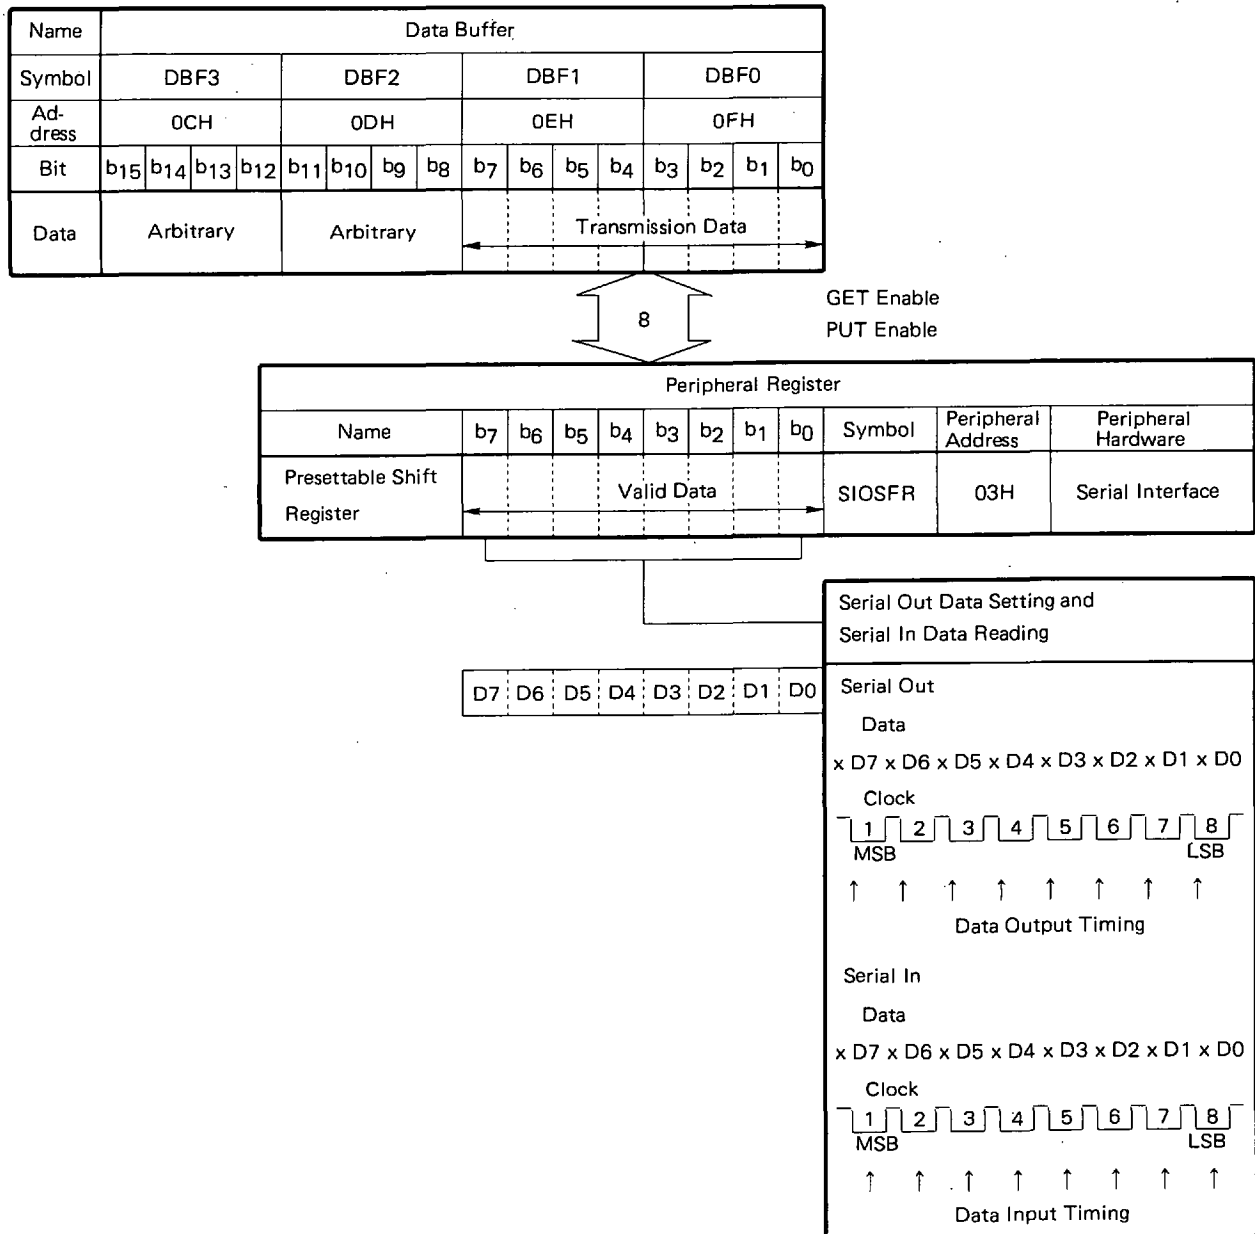 Name Data Buffer
Symbol DBF3 DBF2 DBF1 DBF0
Ad-
dress 0CH 0DH 0EH 0FH
Bit b15 b14 b13 b12 b11 b10 b9 b8 b7 b6 b5 b4 b3 b2 b1 b0
Data Arbitrary Arbitrary Transmission Data
8
GET Enable
PUT Enable
Peripheral Register
Name b7 b6 b5 b4 b3 b2 b1 b0 Symbol Peripheral Address Peripheral Hardware
Presettable Shift
Register
Valid Data SIOSFR 03H Serial Interface
Serial Out Data Setting and
Serial In Data Reading
D7 D6 D5 D4 D3 D2 D1 D0
Serial Out
Data
x D7 x D6 x D5 x D4 x D3 x D2 x D1 x D0
Clock
1 2 3 4 5 6 7 8
MSB LSB
↑ ↑ ↑ ↑ ↑ ↑ ↑ ↑
Data Output Timing
Serial In
Data
x D7 x D6 x D5 x D4 x D3 x D2 x D1 x D0
Clock
1 2 3 4 5 6 7 8
MSB LSB
↑ ↑ ↑ ↑ ↑ ↑ ↑ ↑
Data Input Timing